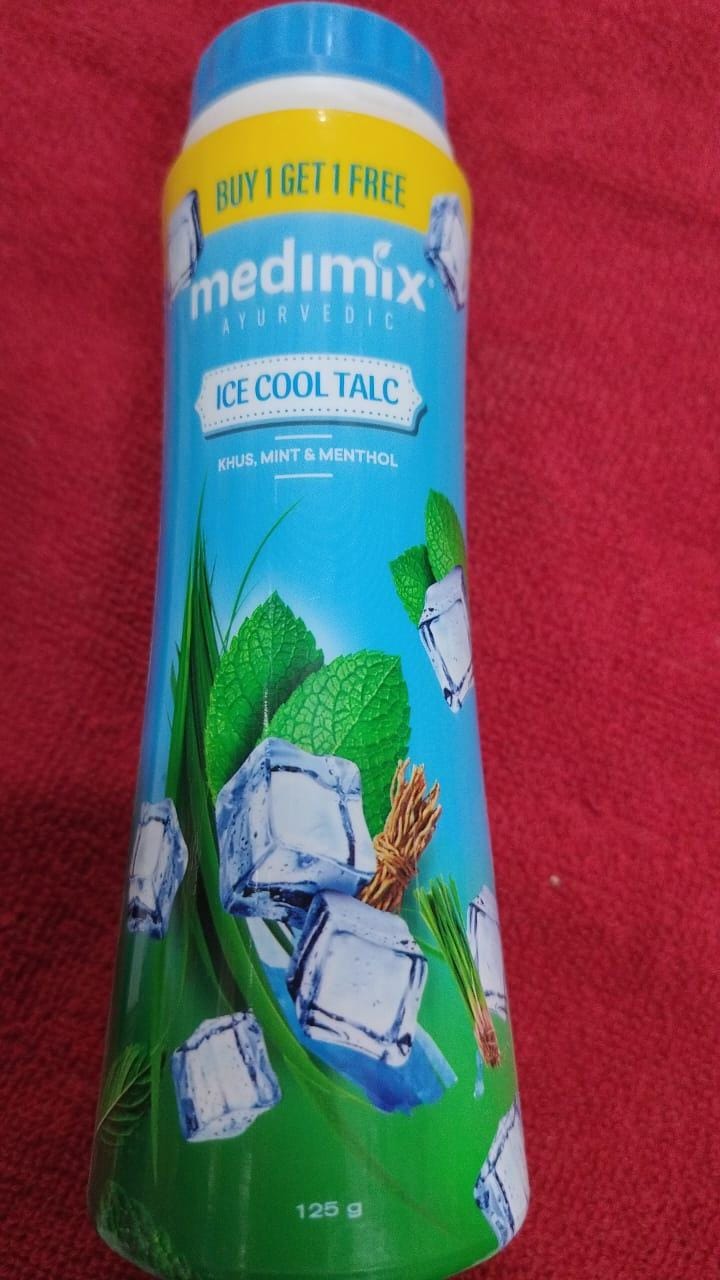 BUY 1 GET 1 FREE
medimix
AYURVEDIC
ICE COOL TALC
KHUS, MINT & MENTHOL
125 g